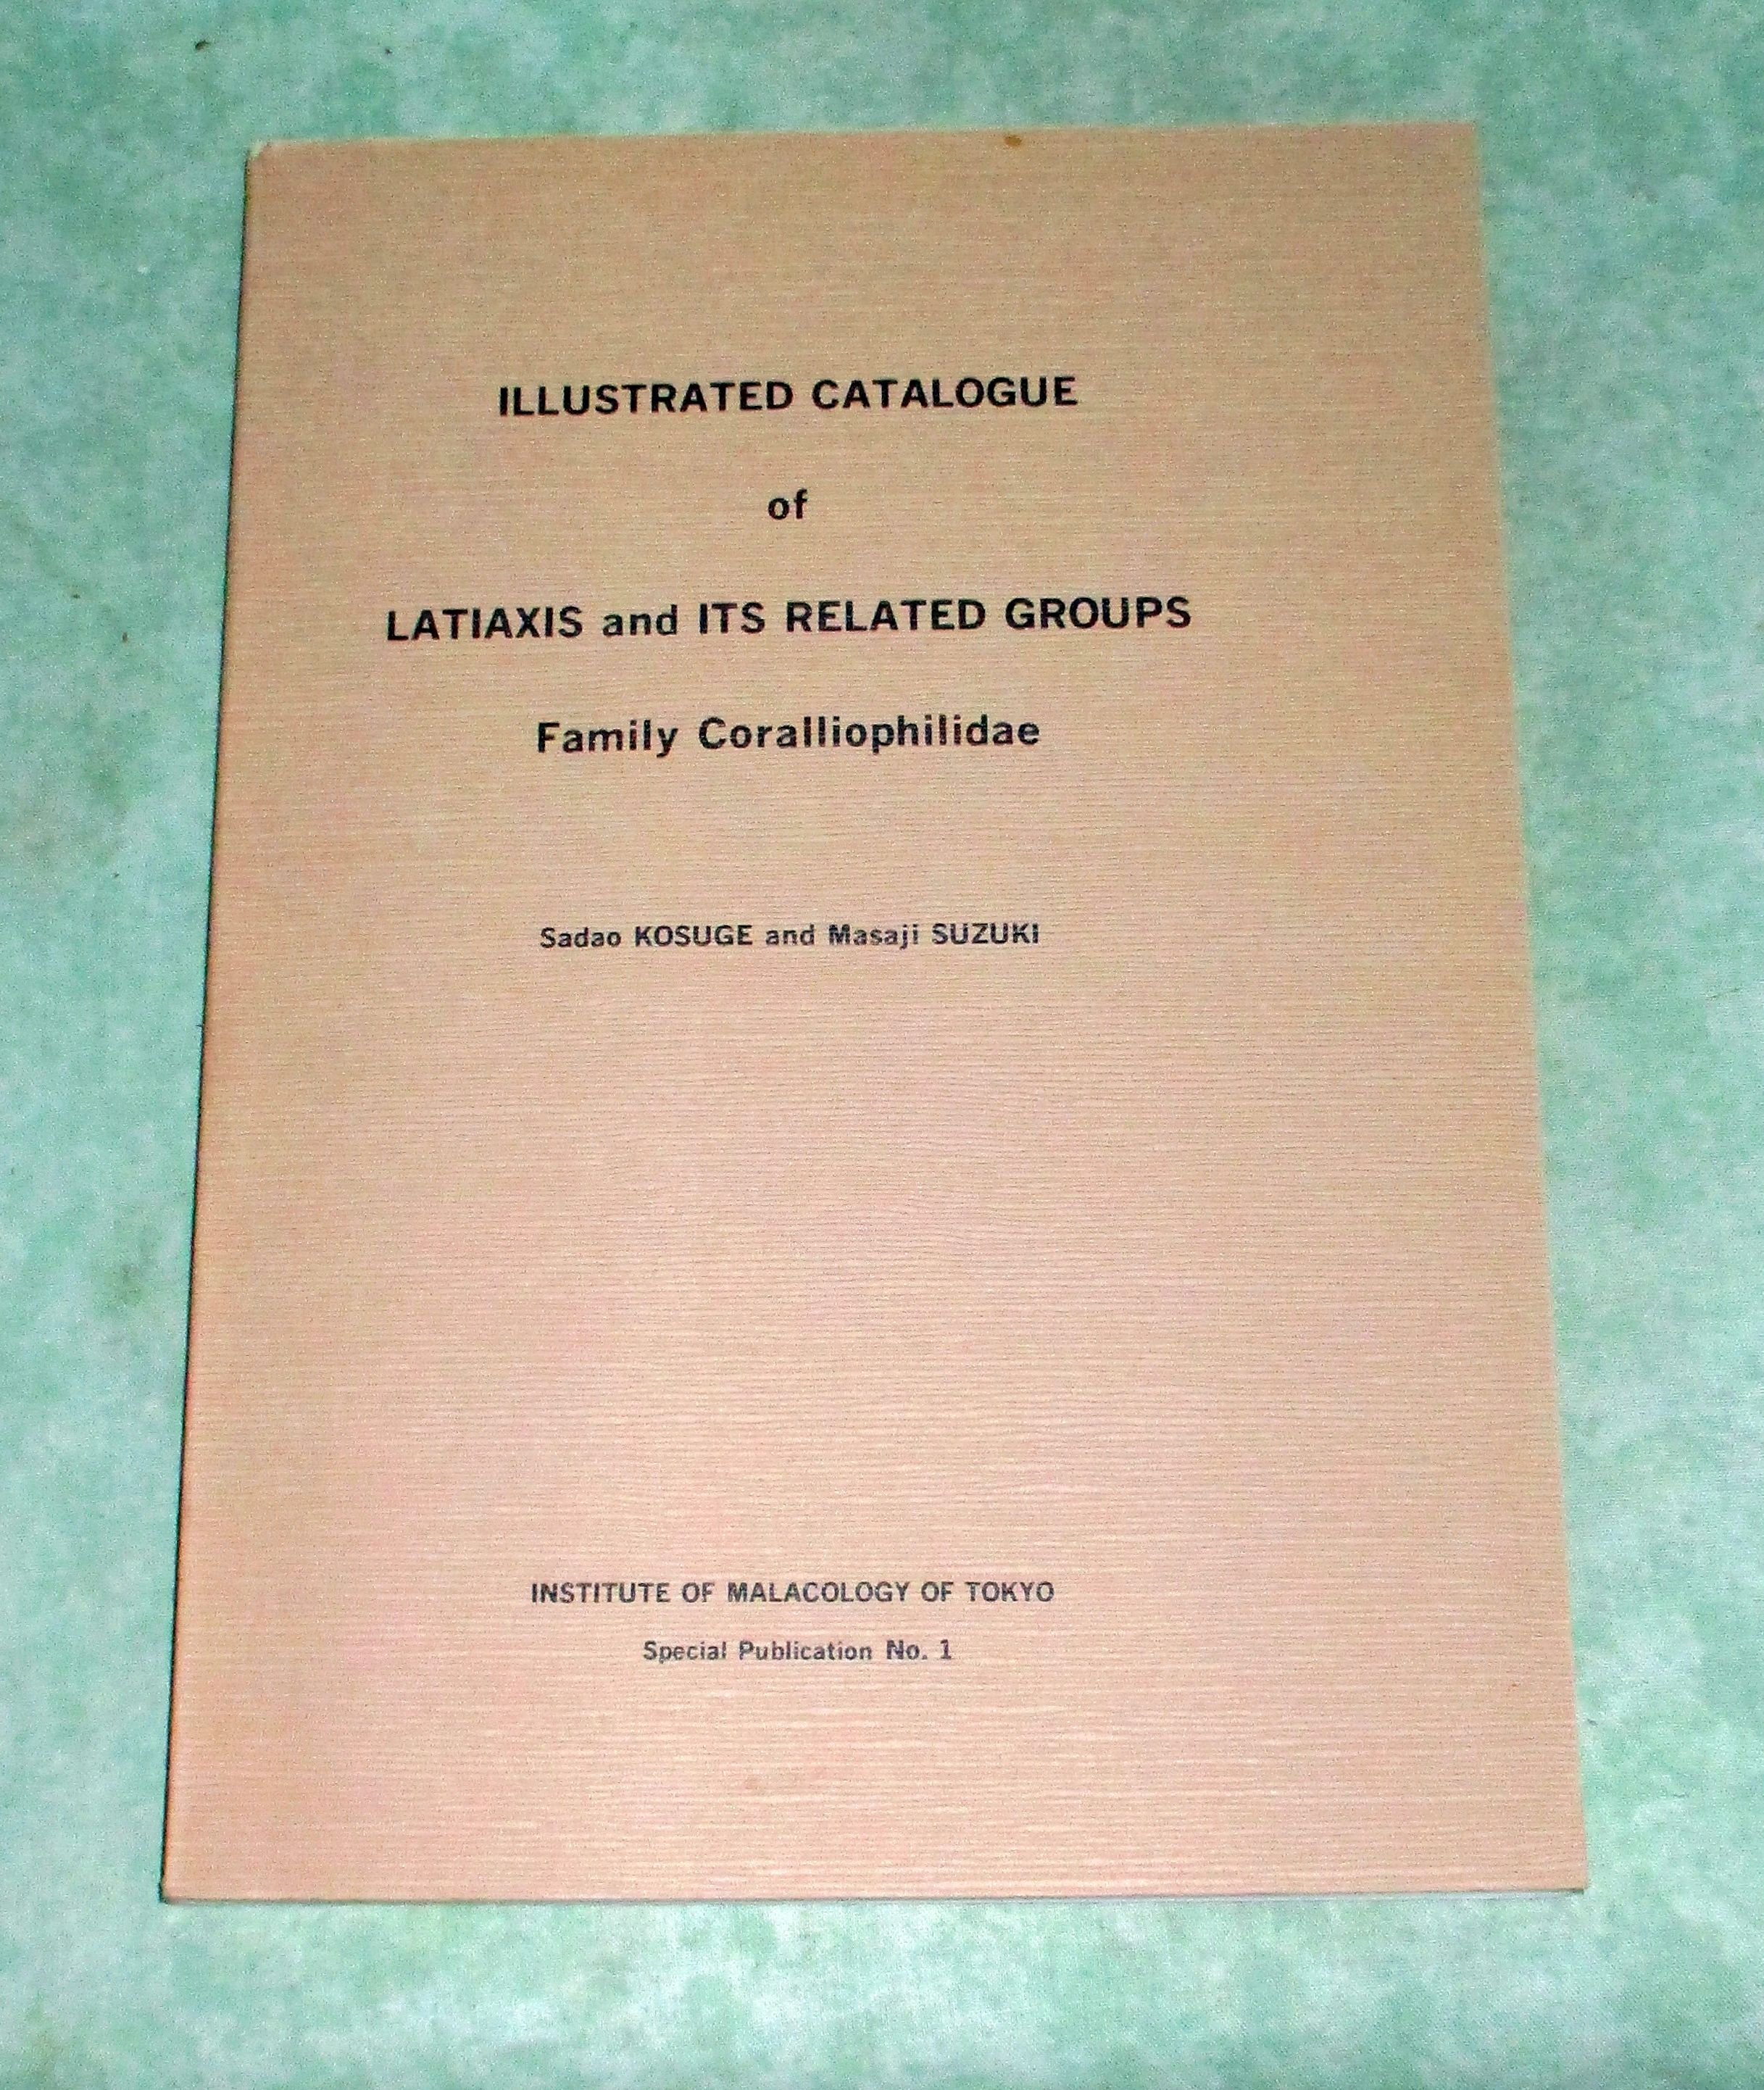 ILLUSTRATED CATALOGUE
of
LATIAXIS and ITS RELATED GROUPS
Family Coralliophilidae
Sadao KOSUGE and Masaji SUZUKI
INSTITUTE OF MALACOLOGY OF TOKYO
Special Publication No. 1